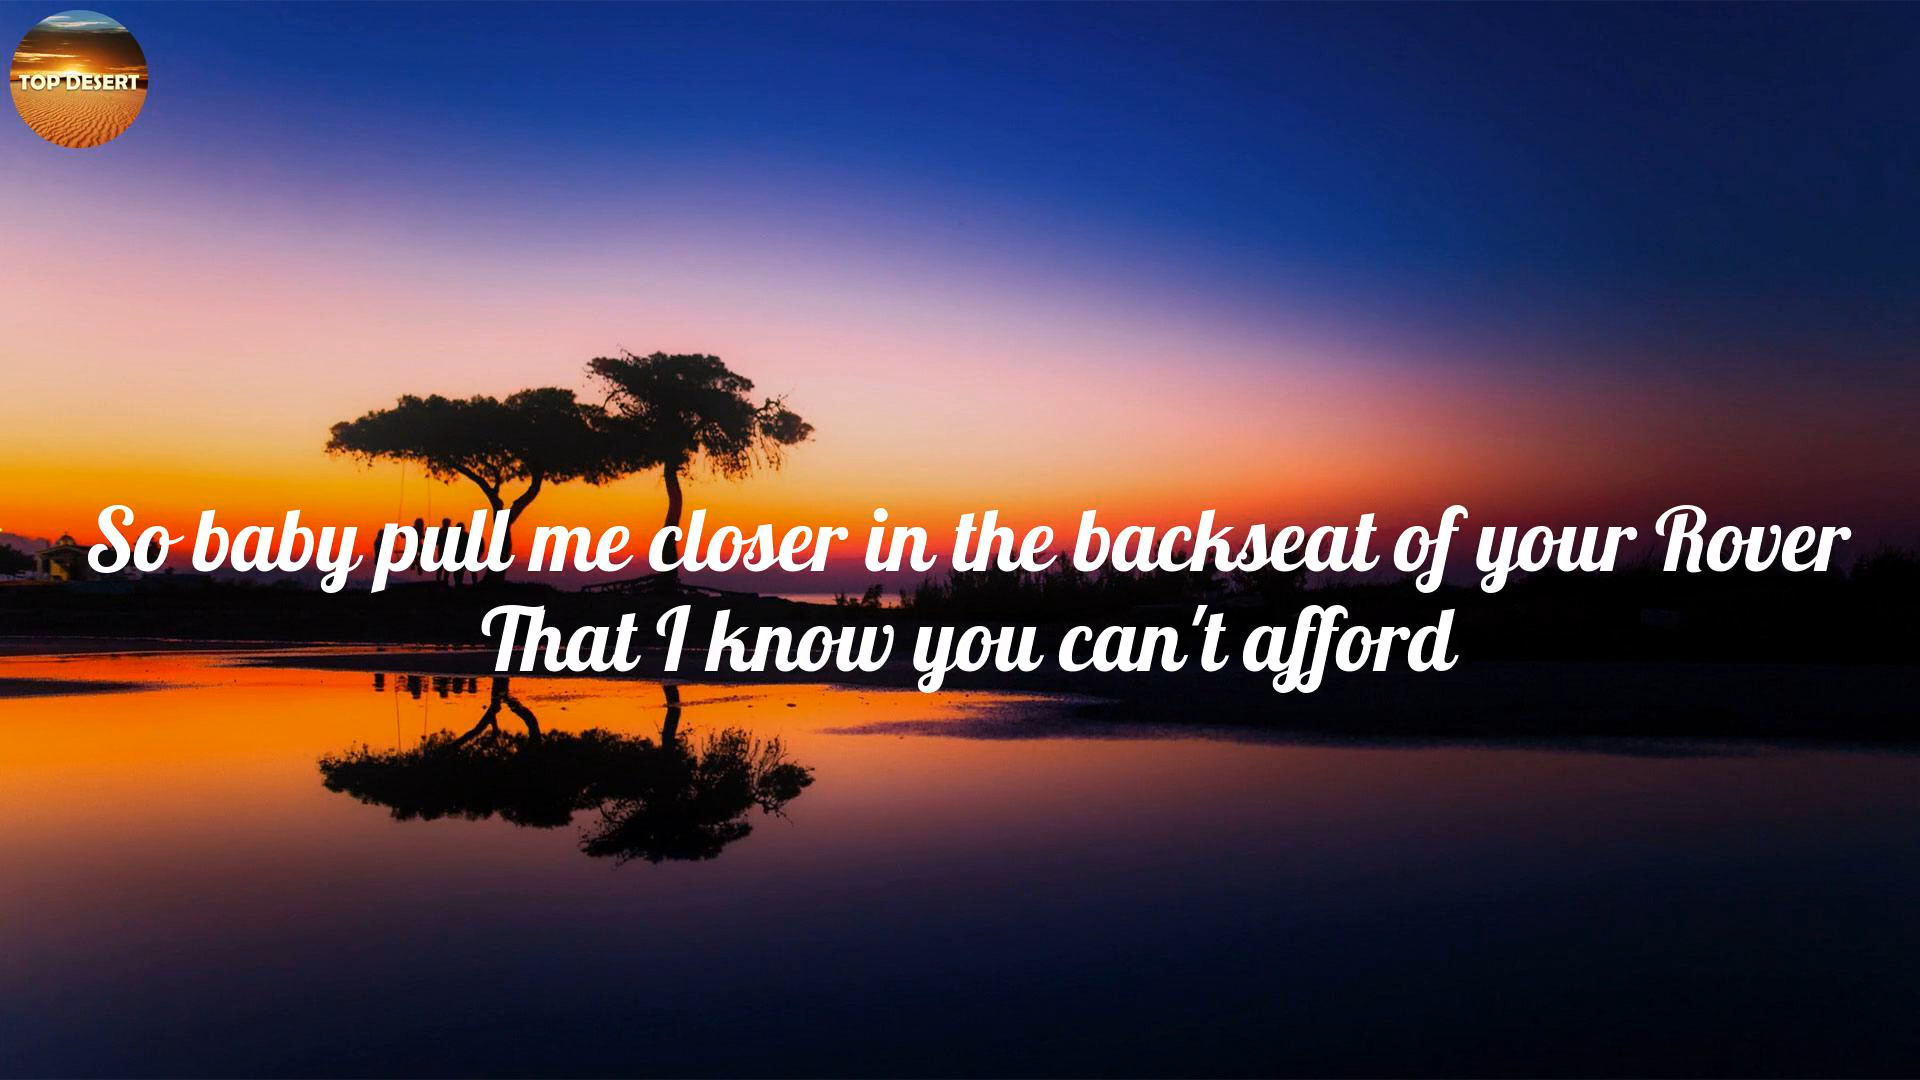 TOP DESERT
So baby pull me closer in the backseat of your Rover
That I know you can't afford